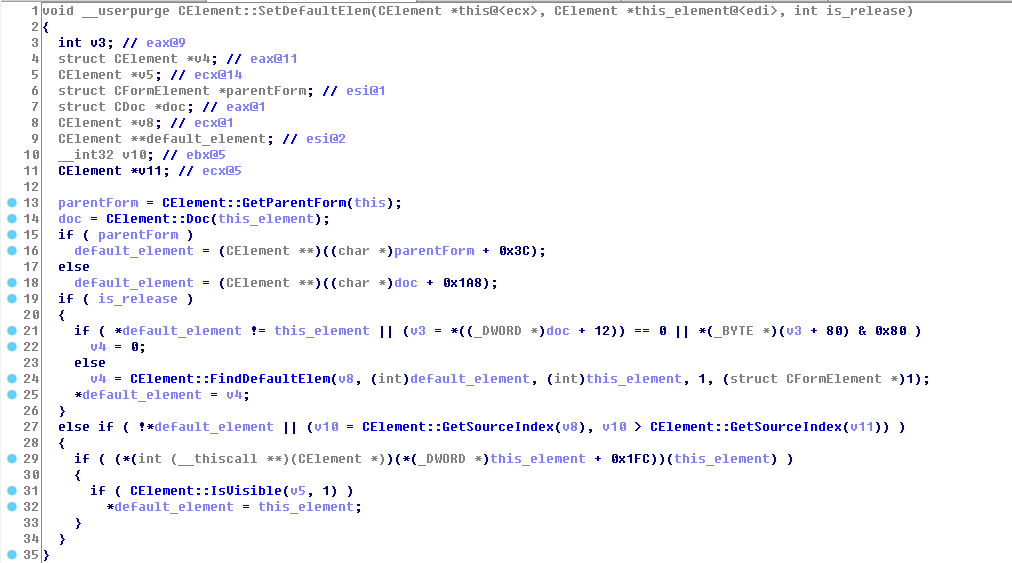 1 void __userpurge CElement::SetDefaultElem(CElement *this@<ecx>, CElement *this_element@<edi>, int is_release)
2 {
3 int v3; // eax@9
4 struct CElement *v4; // eax@11
5 CElement *v5; // ecx@14
6 struct CFormElement *parentForm; // esi@1
7 struct CDoc *doc; // eax@1
8 CElement *v8; // ecx@1
9 CElement **default_element; // esi@2
10 __int32 v10; // ebx@5
11 CElement *v11; // ecx@5
12
13 parentForm = CElement::GetParentForm(this);
14 doc = CElement::Doc(this_element);
15 if ( parentForm )
16 default_element = (CElement **)((char *)parentForm + 0x3C);
17 else
18 default_element = (CElement **)((char *)doc + 0x1A8);
19 if ( is_release )
20 {
21 if ( *default_element != this_element || (v3 = *((_DWORD *)doc + 12)) == 0 || *(_BYTE *)(v3 + 80) & 0x80 )
22 v4 = 0;
23 else
24 v4 = CElement::FindDefaultElem(v8, (int)default_element, (int)this_element, 1, (struct CFormElement *)1);
25 *default_element = v4;
26 }
27 else if ( !*default_element || (v10 = CElement::GetSourceIndex(v8), v10 > CElement::GetSourceIndex(v11)) )
28 {
29 if ( (*(int (__thiscall **)(CElement *))(*(_DWORD *)this_element + 0x1FC))(this_element) )
30 {
31 if ( CElement::IsVisible(v5, 1) )
32 *default_element = this_element;
33 }
34 }
35 }